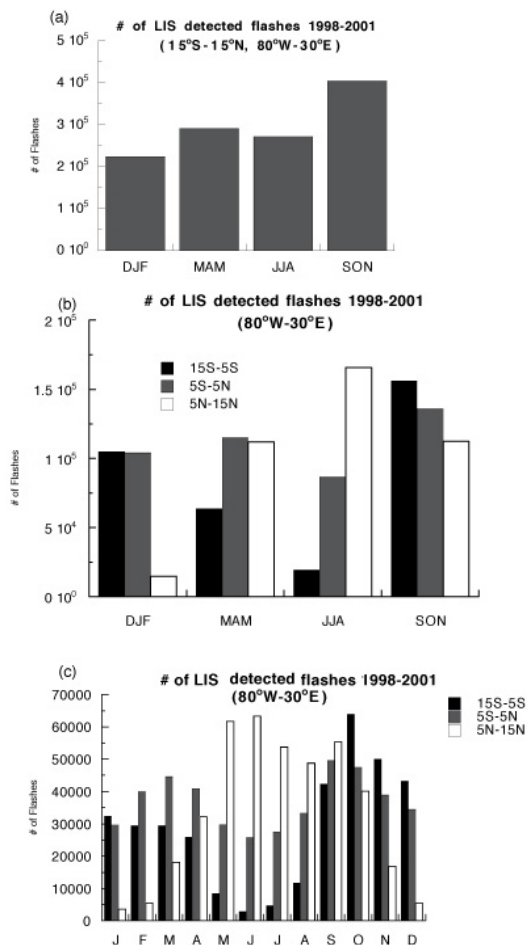 (a)
# of LIS detected flashes 1998-2001
(15°S-15°N, 80°W-30°E)
5 10⁵
4 10⁵
3 10⁵
2 10⁵
1 10⁵
0 10⁰
# of Flashes
DJF MAM JJA SON
(b)
# of LIS detected flashes 1998-2001
(80°W-30°E)
2 10⁵
1.5 10⁵
1 10⁵
5 10⁴
0 10⁰
# of Flashes
15S-5S
5S-5N
5N-15N
DJF MAM JJA SON
(c)
# of LIS detected flashes 1998-2001
(80°W-30°E)
70000
60000
50000
40000
30000
20000
10000
0
# of Flashes
15S-5S
5S-5N
5N-15N
J F M A M J J A S O N D